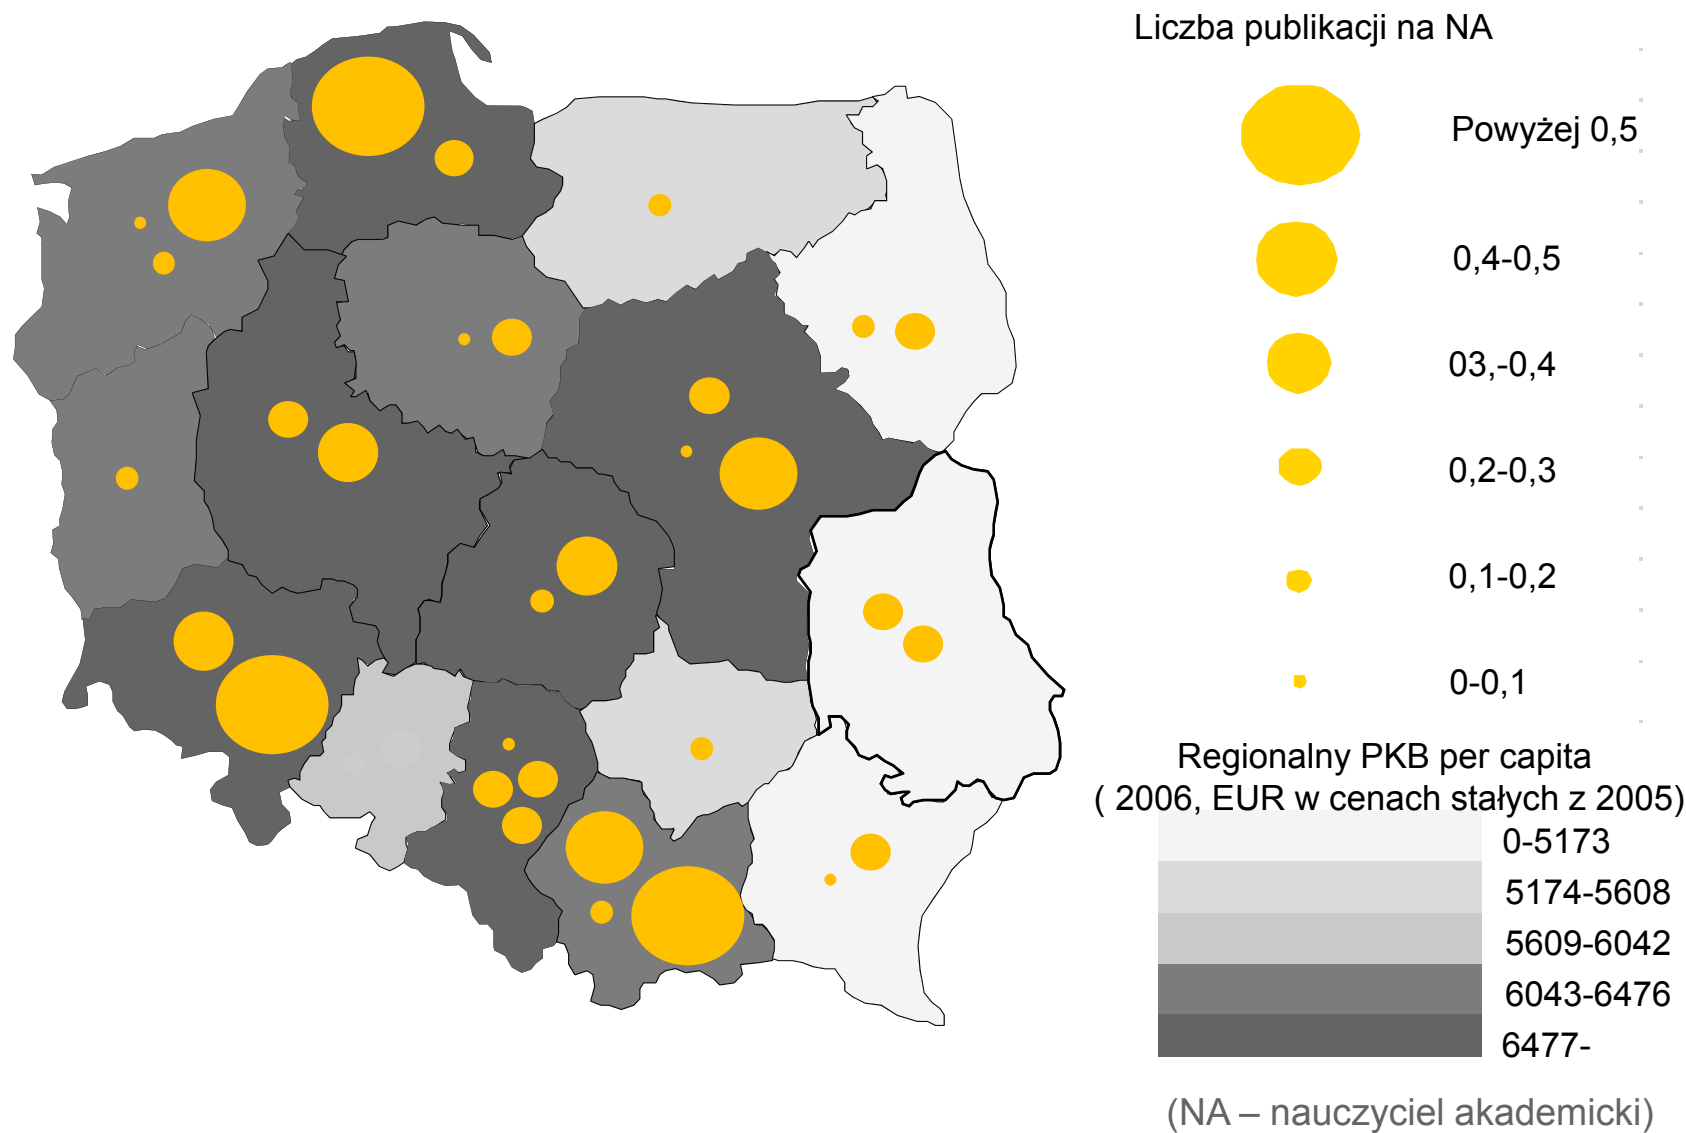 Liczba publikacji na NA
Powyżej 0,5
0,4-0,5
03,-0,4
0,2-0,3
0,1-0,2
0-0,1
Regionalny PKB per capita
( 2006, EUR w cenach stałych z 2005)
0-5173
5174-5608
5609-6042
6043-6476
6477-
(NA – nauczyciel akademicki)